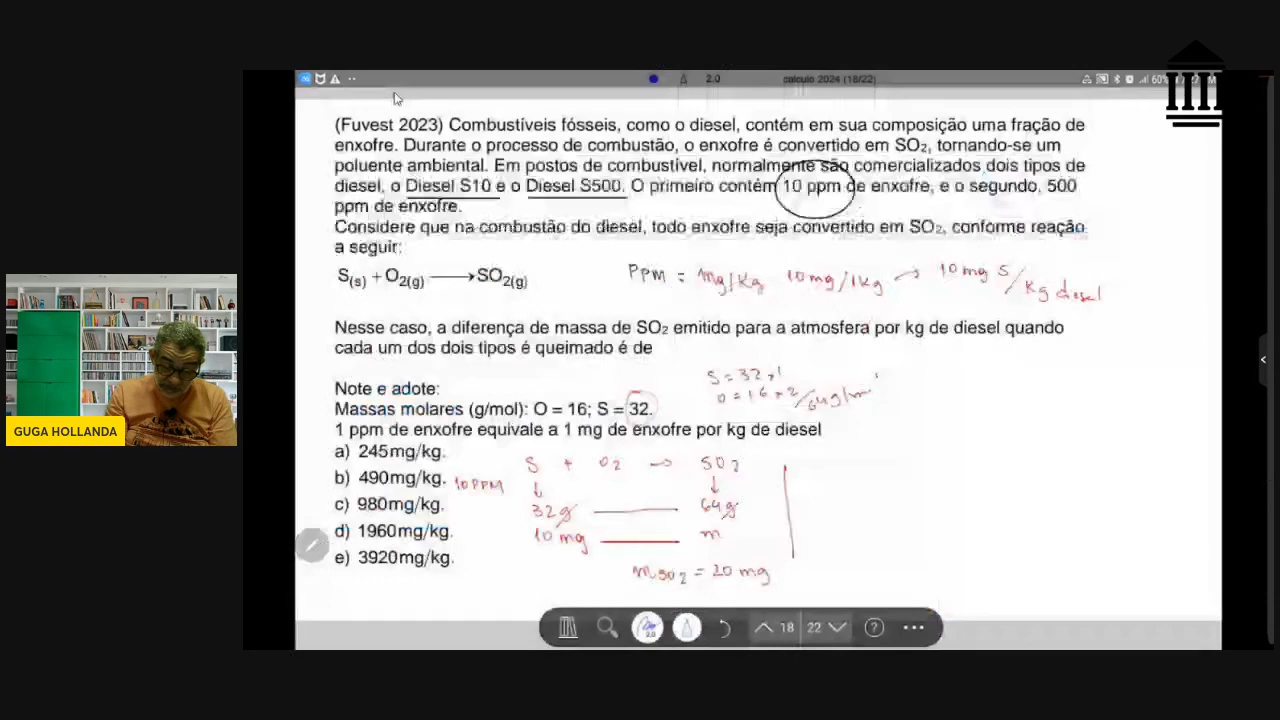 2.0 calculo 2024 (18/22) 60%
(Fuvest 2023) Combustíveis fósseis, como o diesel, contém em sua composição uma fração de
enxofre. Durante o processo de combustão, o enxofre é convertido em SO₂, tornando-se um
poluente ambiental. Em postos de combustível, normalmente são comercializados dois tipos de
diesel, o Diesel S10 e o Diesel S500. O primeiro contém 10 ppm de enxofre, e o segundo, 500
ppm de enxofre.
Considere que na combustão do diesel, todo enxofre seja convertido em SO₂, conforme reação
a seguir:
S(s) + O2(g) ⟶ SO2(g)
PPM = mg/Kg 10mg/1kg → 10 mg S/Kg diesel
Nesse caso, a diferença de massa de SO₂ emitido para a atmosfera por kg de diesel quando
cada um dos dois tipos é queimado é de
S = 32 x 1
O = 16 x 2 / 64g/m
Note e adote:
Massas molares (g/mol): O = 16; S = 32.
1 ppm de enxofre equivale a 1 mg de enxofre por kg de diesel
a) 245mg/kg.
b) 490mg/kg.
c) 980mg/kg.
d) 1960mg/kg.
e) 3920mg/kg.
10 PPM
S + O2 → SO2
↓ ↓
32g — 64g
10 mg — m
mSO2 = 20 mg
GUGA HOLLANDA
2.0 18 22 ?